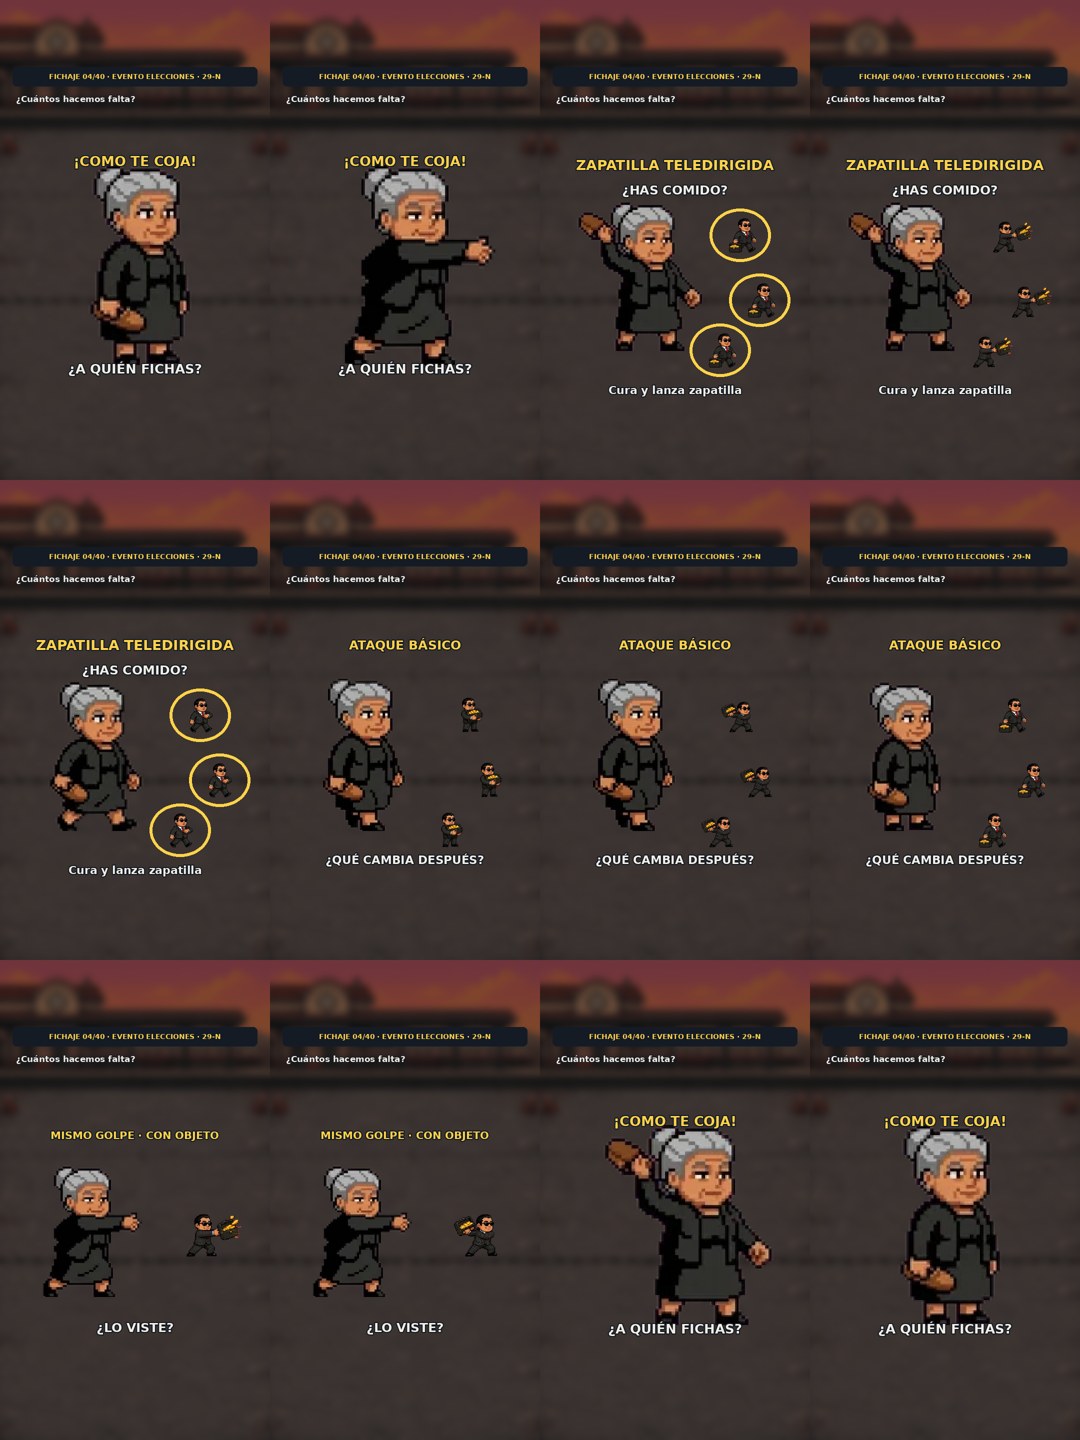 FICHAJE 04/40 · EVENTO ELECCIONES · 29-N
¿Cuántos hacemos falta?
¡COMO TE COJA!
¿A QUIÉN FICHAS?
FICHAJE 04/40 · EVENTO ELECCIONES · 29-N
¿Cuántos hacemos falta?
¡COMO TE COJA!
¿A QUIÉN FICHAS?
FICHAJE 04/40 · EVENTO ELECCIONES · 29-N
¿Cuántos hacemos falta?
ZAPATILLA TELEDIRIGIDA
¿HAS COMIDO?
Cura y lanza zapatilla
FICHAJE 04/40 · EVENTO ELECCIONES · 29-N
¿Cuántos hacemos falta?
ZAPATILLA TELEDIRIGIDA
¿HAS COMIDO?
Cura y lanza zapatilla
FICHAJE 04/40 · EVENTO ELECCIONES · 29-N
¿Cuántos hacemos falta?
ZAPATILLA TELEDIRIGIDA
¿HAS COMIDO?
Cura y lanza zapatilla
FICHAJE 04/40 · EVENTO ELECCIONES · 29-N
¿Cuántos hacemos falta?
ATAQUE BÁSICO
¿QUÉ CAMBIA DESPUÉS?
FICHAJE 04/40 · EVENTO ELECCIONES · 29-N
¿Cuántos hacemos falta?
ATAQUE BÁSICO
¿QUÉ CAMBIA DESPUÉS?
FICHAJE 04/40 · EVENTO ELECCIONES · 29-N
¿Cuántos hacemos falta?
ATAQUE BÁSICO
¿QUÉ CAMBIA DESPUÉS?
FICHAJE 04/40 · EVENTO ELECCIONES · 29-N
¿Cuántos hacemos falta?
MISMO GOLPE · CON OBJETO
¿LO VISTE?
FICHAJE 04/40 · EVENTO ELECCIONES · 29-N
¿Cuántos hacemos falta?
MISMO GOLPE · CON OBJETO
¿LO VISTE?
FICHAJE 04/40 · EVENTO ELECCIONES · 29-N
¿Cuántos hacemos falta?
¡COMO TE COJA!
¿A QUIÉN FICHAS?
FICHAJE 04/40 · EVENTO ELECCIONES · 29-N
¿Cuántos hacemos falta?
¡COMO TE COJA!
¿A QUIÉN FICHAS?